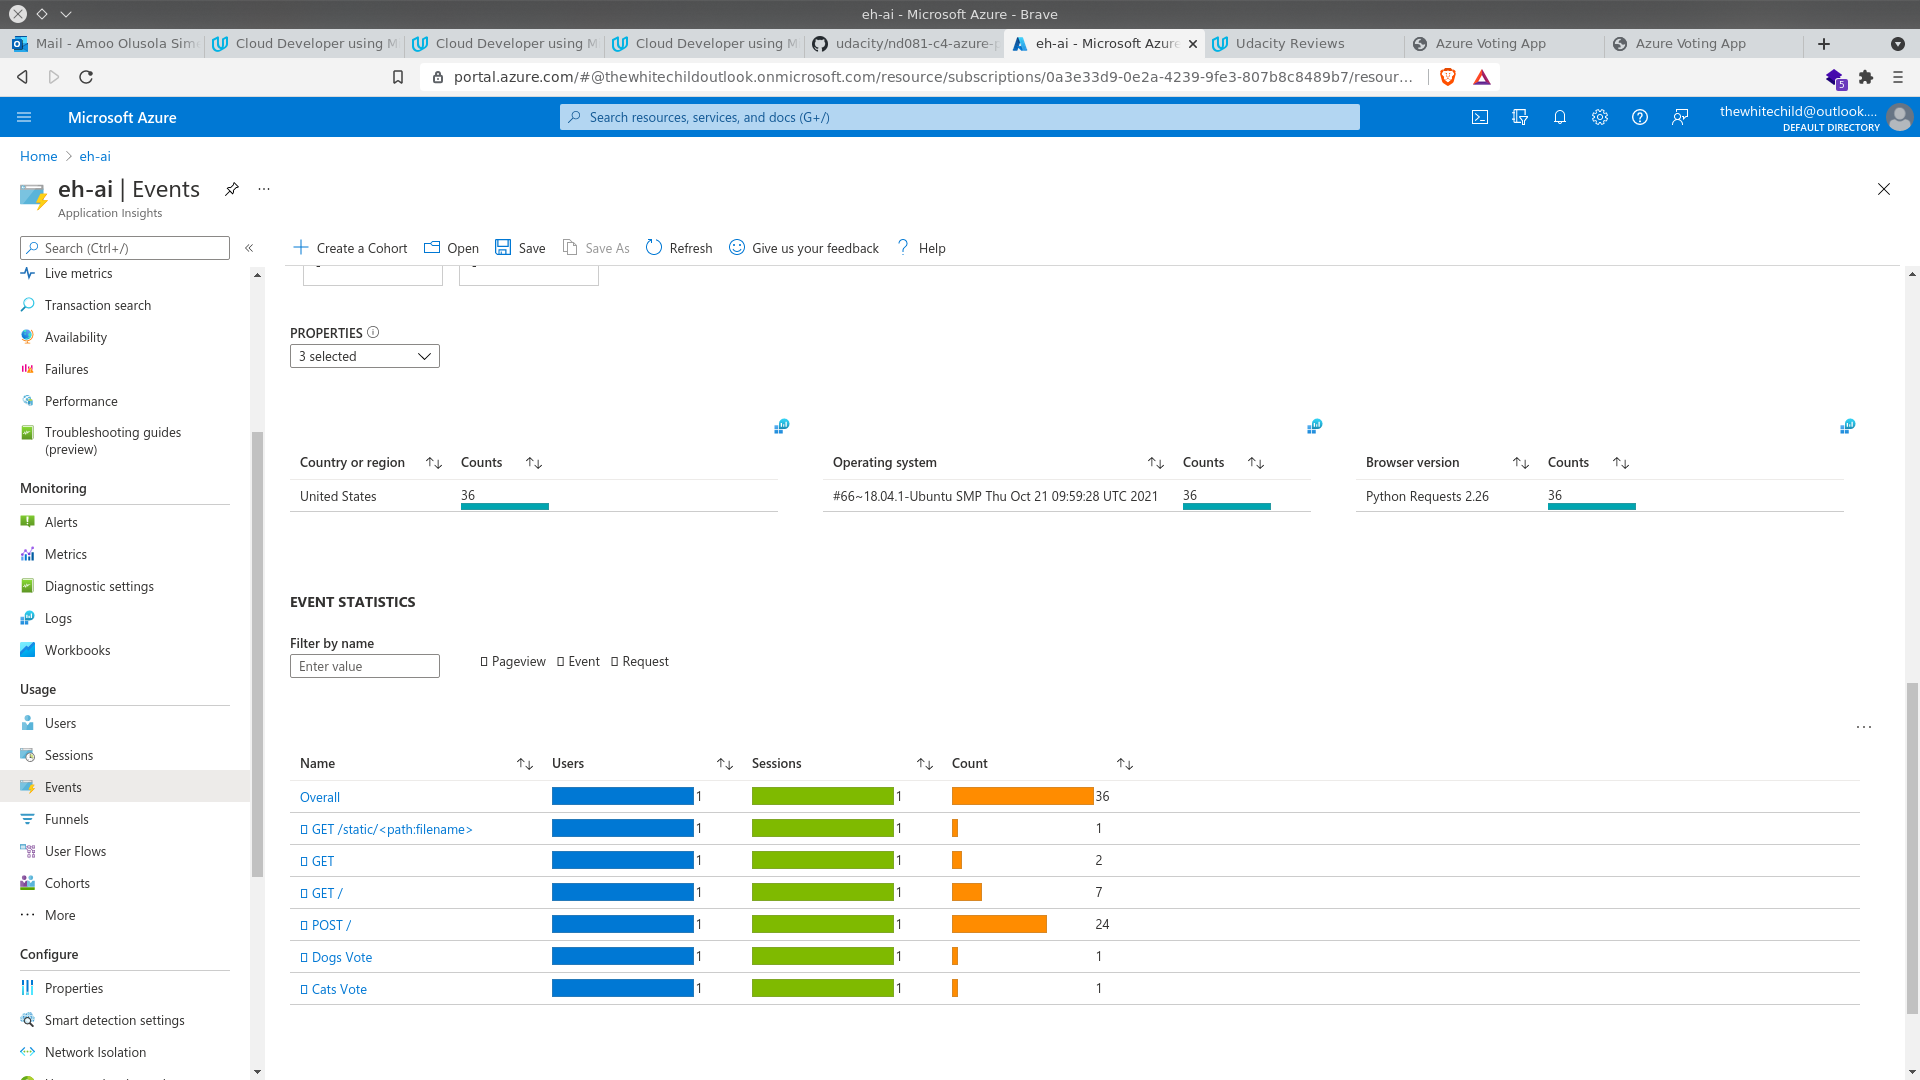 eh-ai - Microsoft Azure - Brave
Mail - Amoo Olusola Sim
Cloud Developer using M
Cloud Developer using M
Cloud Developer using M
udacity/nd081-c4-azure-p
eh-ai - Microsoft Azure
Udacity Reviews
Azure Voting App
Azure Voting App
portal.azure.com/#@thewhitechildoutlook.onmicrosoft.com/resource/subscriptions/0a3e33d9-0e2a-4239-9fe3-807b8c8489b7/resour...
5
Microsoft Azure
Search resources, services, and docs (G+/)
thewhitechild@outlook....
DEFAULT DIRECTORY
Home > eh-ai
eh-ai | Events
Application Insights
Search (Ctrl+/)
Live metrics
Transaction search
Availability
Failures
Performance
Troubleshooting guides
(preview)
Monitoring
Alerts
Metrics
Diagnostic settings
Logs
Workbooks
Usage
Users
Sessions
Events
Funnels
User Flows
Cohorts
More
Configure
Properties
Smart detection settings
Network Isolation
Create a Cohort Open Save Save As Refresh Give us your feedback Help
PROPERTIES
3 selected
Country or region Counts
United States 36
Operating system Counts
#66~18.04.1-Ubuntu SMP Thu Oct 21 09:59:28 UTC 2021 36
Browser version Counts
Python Requests 2.26 36
EVENT STATISTICS
Filter by name
Enter value
Pageview Event Request
Name Users Sessions Count
Overall 1 1 36
GET /static/<path:filename> 1 1 1
GET 1 1 2
GET / 1 1 7
POST / 1 1 24
Dogs Vote 1 1 1
Cats Vote 1 1 1